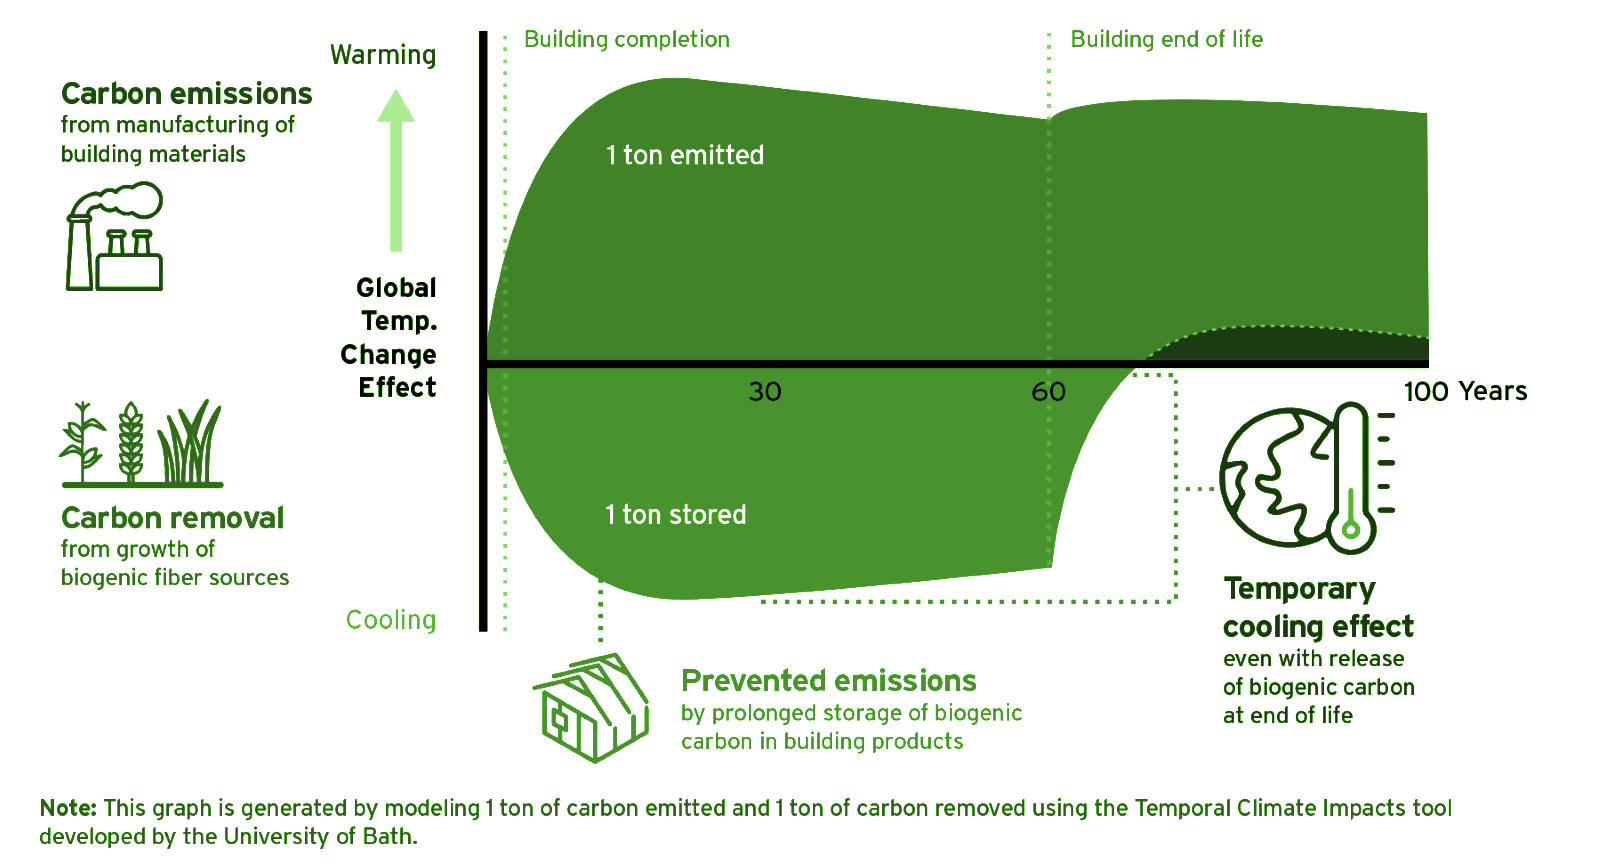 Building completion
Building end of life
Warming
Carbon emissions
from manufacturing of
building materials
1 ton emitted
Global
Temp.
Change
Effect
30
60
100 Years
1 ton stored
Carbon removal
from growth of
biogenic fiber sources
Cooling
Temporary
cooling effect
even with release
of biogenic carbon
at end of life
Prevented emissions
by prolonged storage of biogenic
carbon in building products
Note: This graph is generated by modeling 1 ton of carbon emitted and 1 ton of carbon removed using the Temporal Climate Impacts tool
developed by the University of Bath.